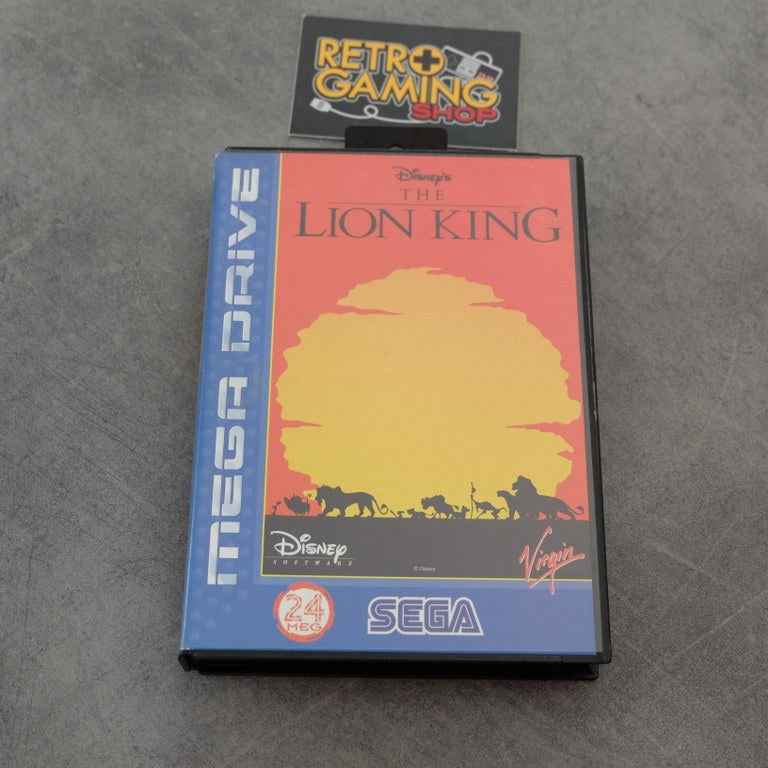 RETRO
GAMING
SHOP
MEGA DRIVE
Disney's
THE
LION KING
Disney
SOFTWARE
© Disney
Virgin
24
MEG
SEGA